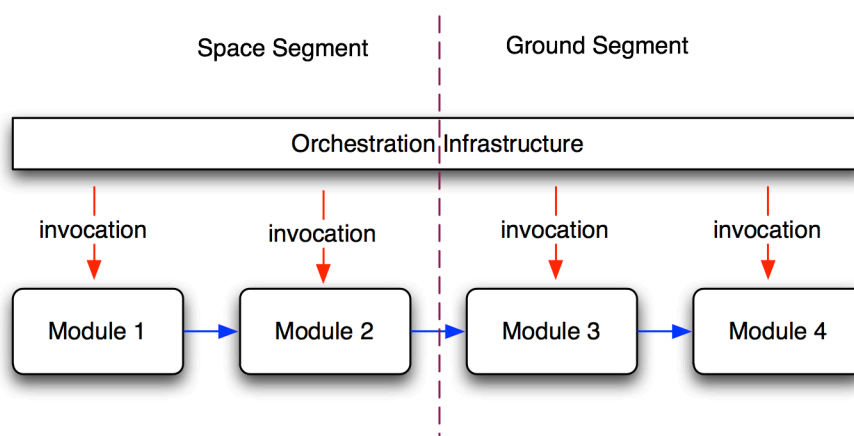 Space Segment
Ground Segment
Orchestration Infrastructure
invocation
invocation
invocation
invocation
Module 1
Module 2
Module 3
Module 4